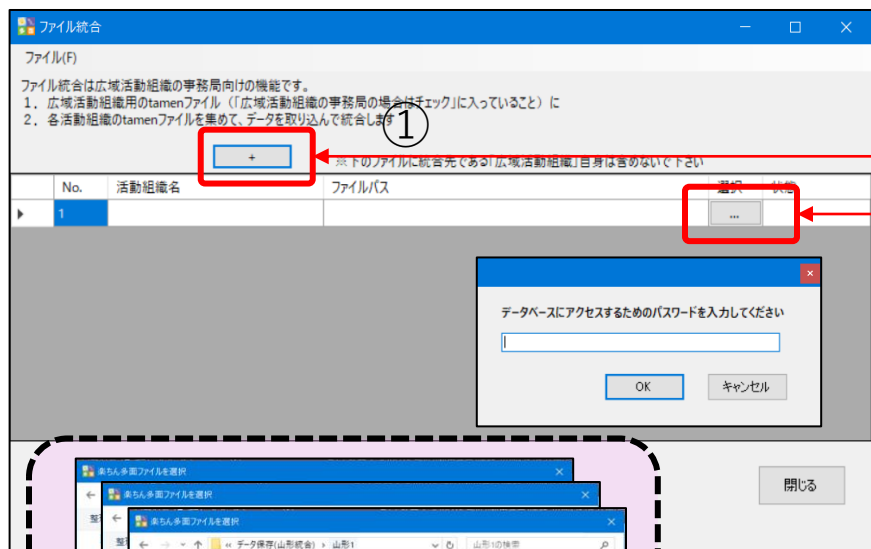 ファイル統合
ファイル(F)
ファイル統合は広域活動組織の事務局向けの機能です。
1. 広域活動組織用のtamenファイル(「広域活動組織の事務局の場合はチェック」に入っていること)に
2. 各活動組織のtamenファイルを集めて、データを取り込んで統合します
①
+
※下のファイルに統合先である「広域活動組織」自身は含めないで下さい
No. 活動組織名 ファイルパス 選択 状態
1 ...
データベースにアクセスするためのパスワードを入力してください
OK キャンセル
閉じる
楽ちん多面ファイルを選択
楽ちん多面ファイルを選択
整
楽ちん多面ファイルを選択
« データ保存(山形統合) › 山形1 山形1の検索